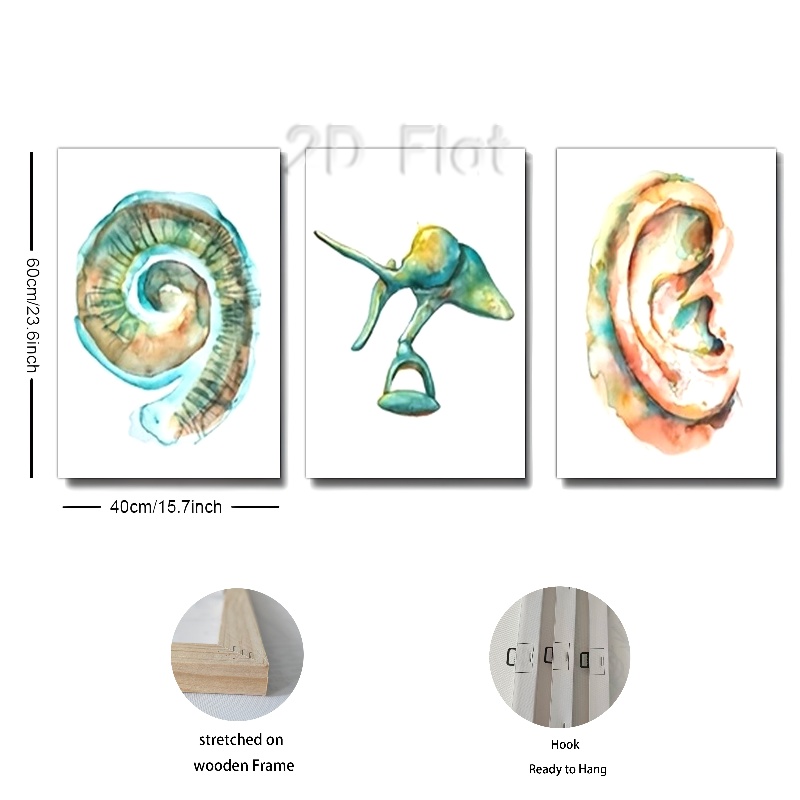 2D Flat
60cm/23.6inch
40cm/15.7inch
stretched on
wooden Frame
Hook
Ready to Hang